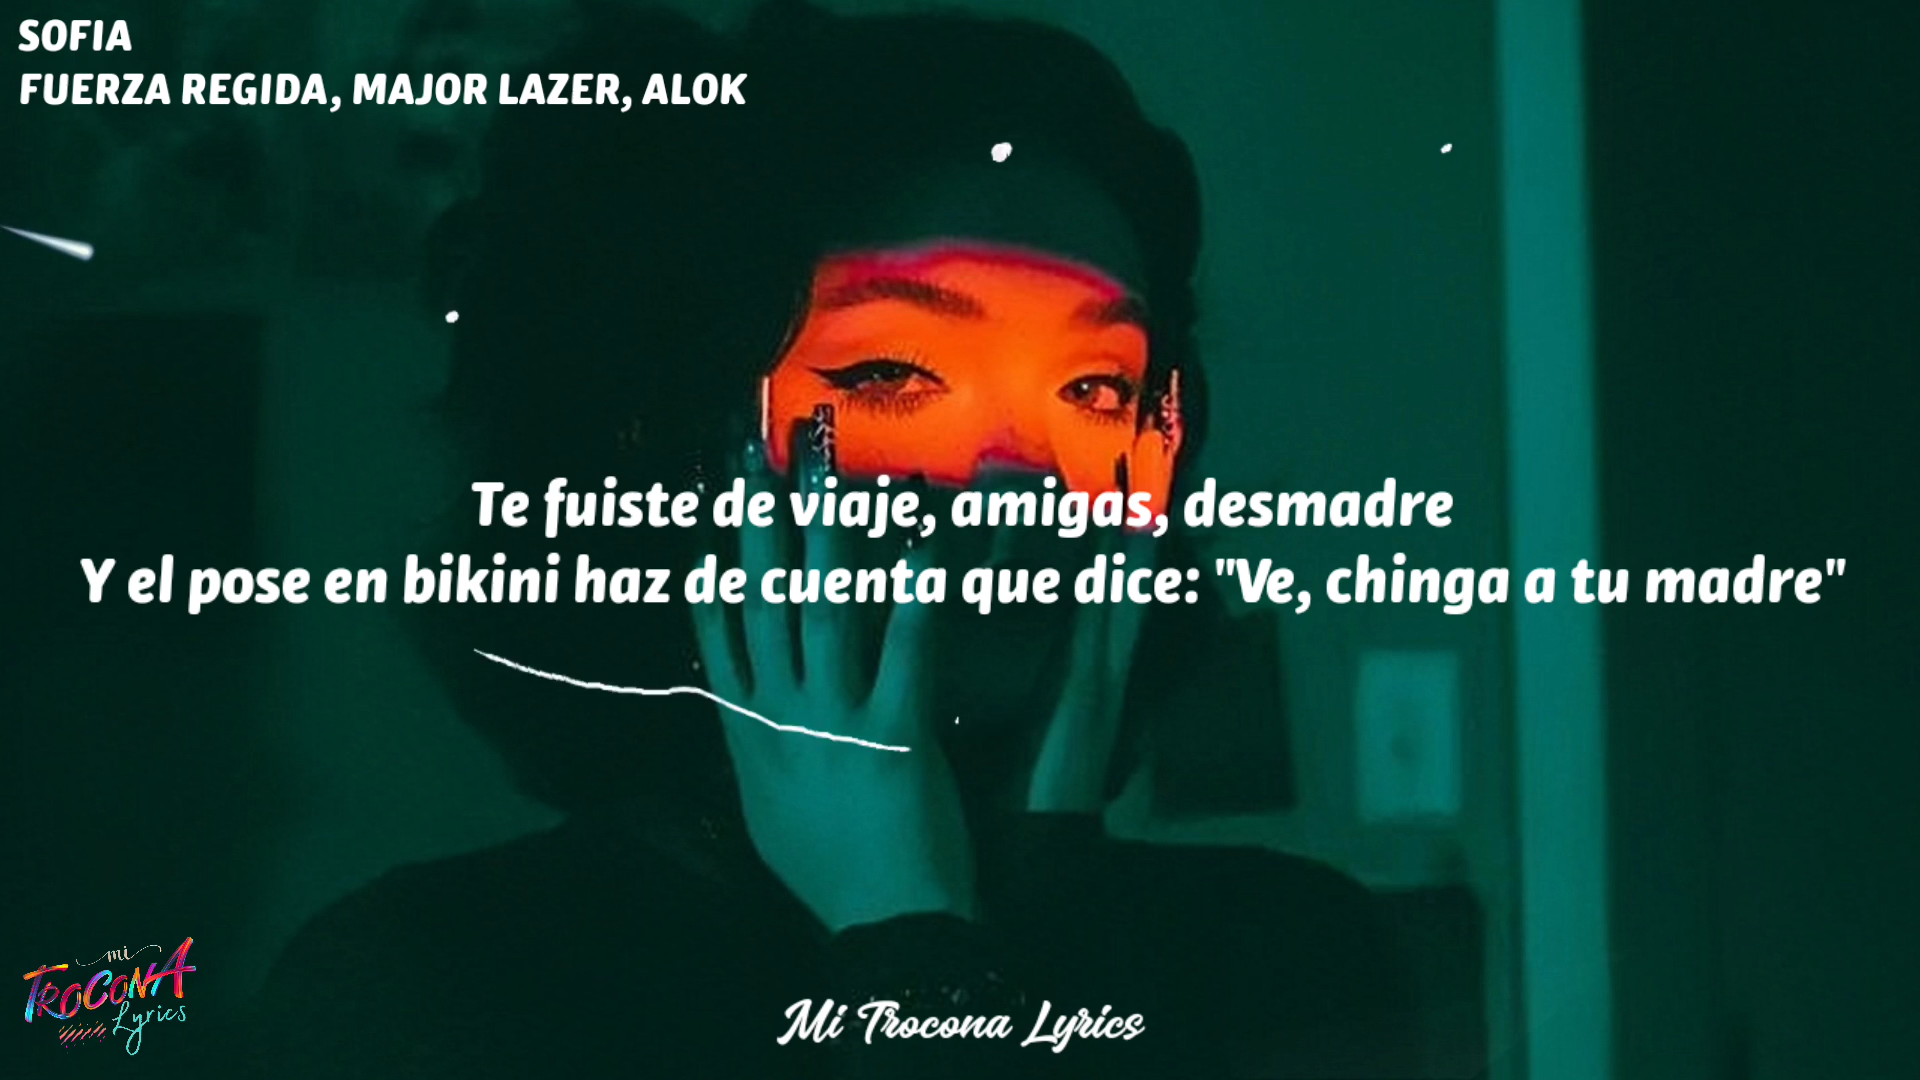 SOFIA
FUERZA REGIDA, MAJOR LAZER, ALOK
Te fuiste de viaje, amigas, desmadre
Y el pose en bikini haz de cuenta que dice: "Ve, chinga a tu madre"
mi
TROCONA
Lyrics
Mi Trocona Lyrics